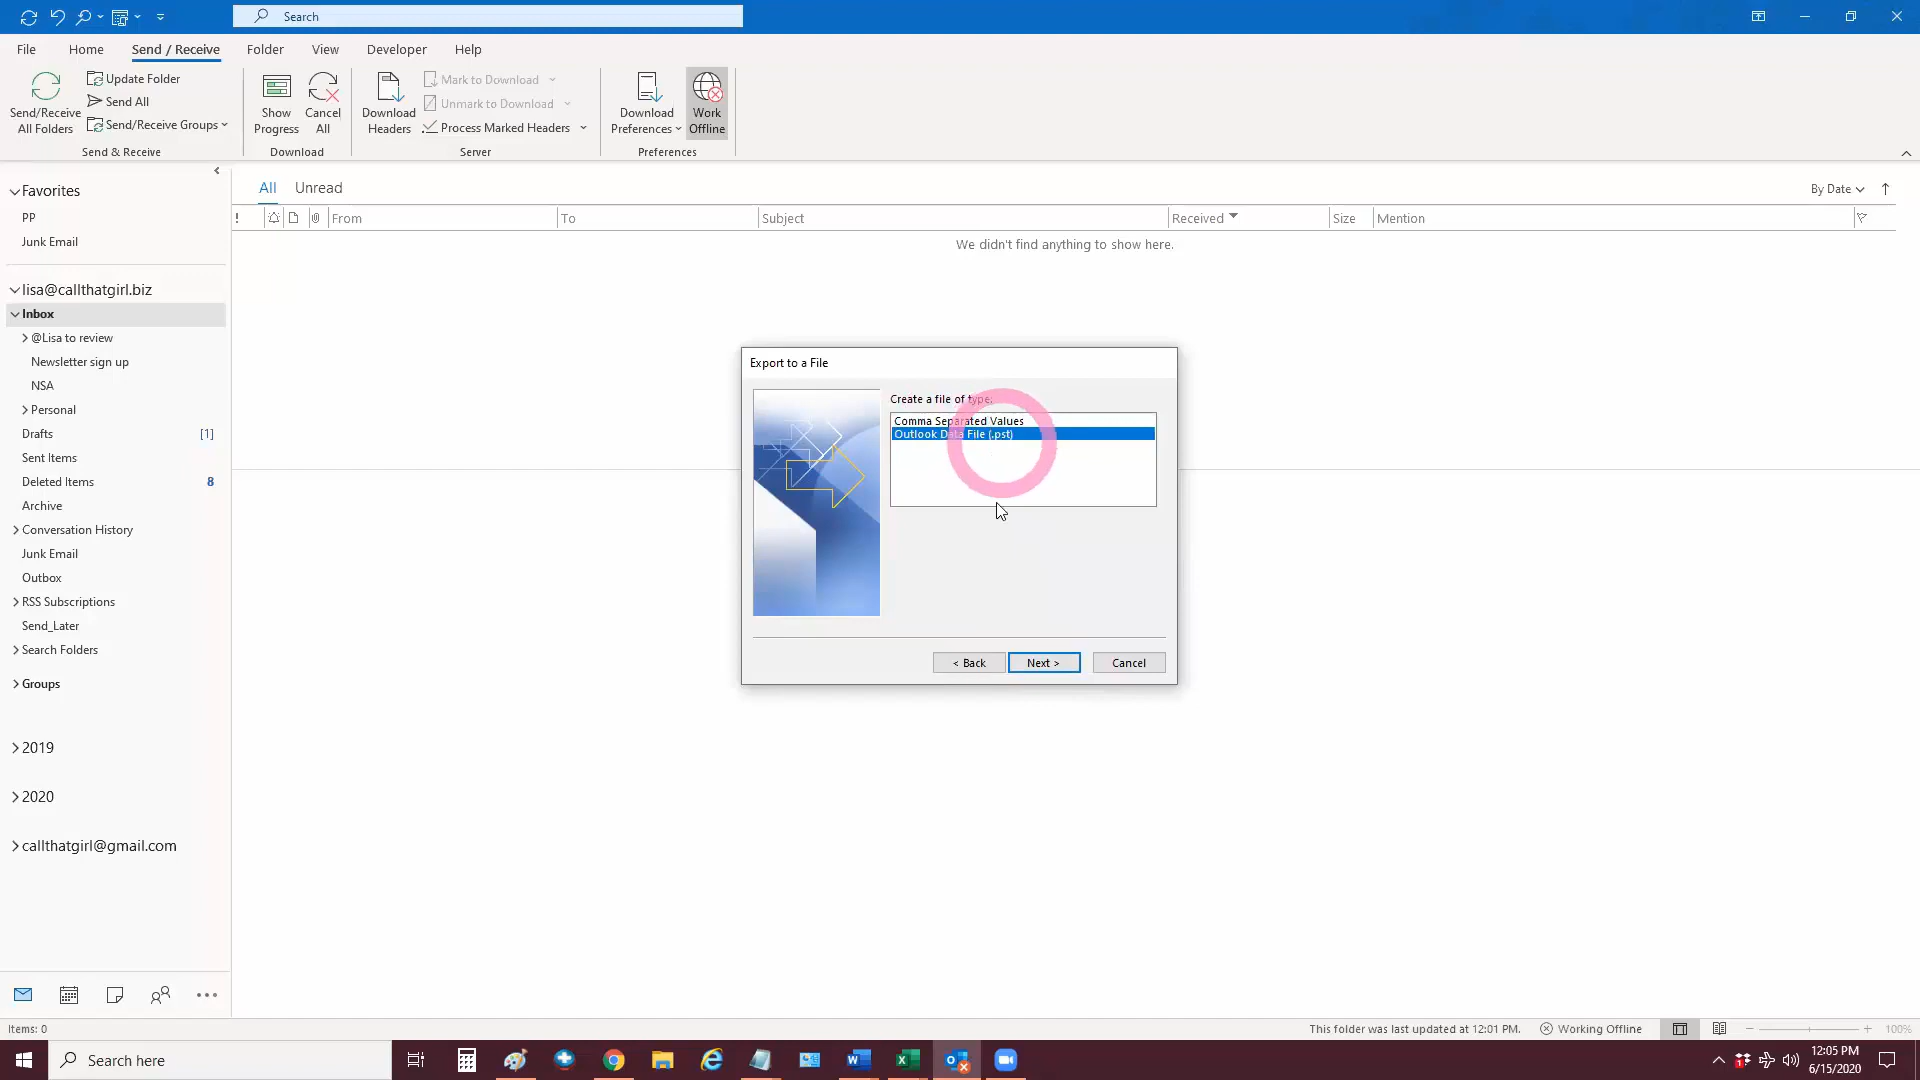 Search
File Home Send / Receive Folder View Developer Help
Send/Receive
All Folders
Update Folder
Send All
Send/Receive Groups
Send & Receive
Show
Progress
Cancel
All
Download
Download
Headers
Mark to Download
Unmark to Download
Process Marked Headers
Server
Download
Preferences
Work
Offline
Preferences
Favorites
PP
Junk Email
lisa@callthatgirl.biz
Inbox
@Lisa to review
Newsletter sign up
NSA
Personal
Drafts [1]
Sent Items
Deleted Items 8
Archive
Conversation History
Junk Email
Outbox
RSS Subscriptions
Send_Later
Search Folders
Groups
2019
2020
callthatgirl@gmail.com
All Unread By Date
! From To Subject Received Size Mention
We didn't find anything to show here.
Export to a File
Create a file of type:
Comma Separated Values
Outlook Data File (.pst)
< Back Next > Cancel
Items: 0 This folder was last updated at 12:01 PM. Working Offline 100%
Search here
12:05 PM
6/15/2020